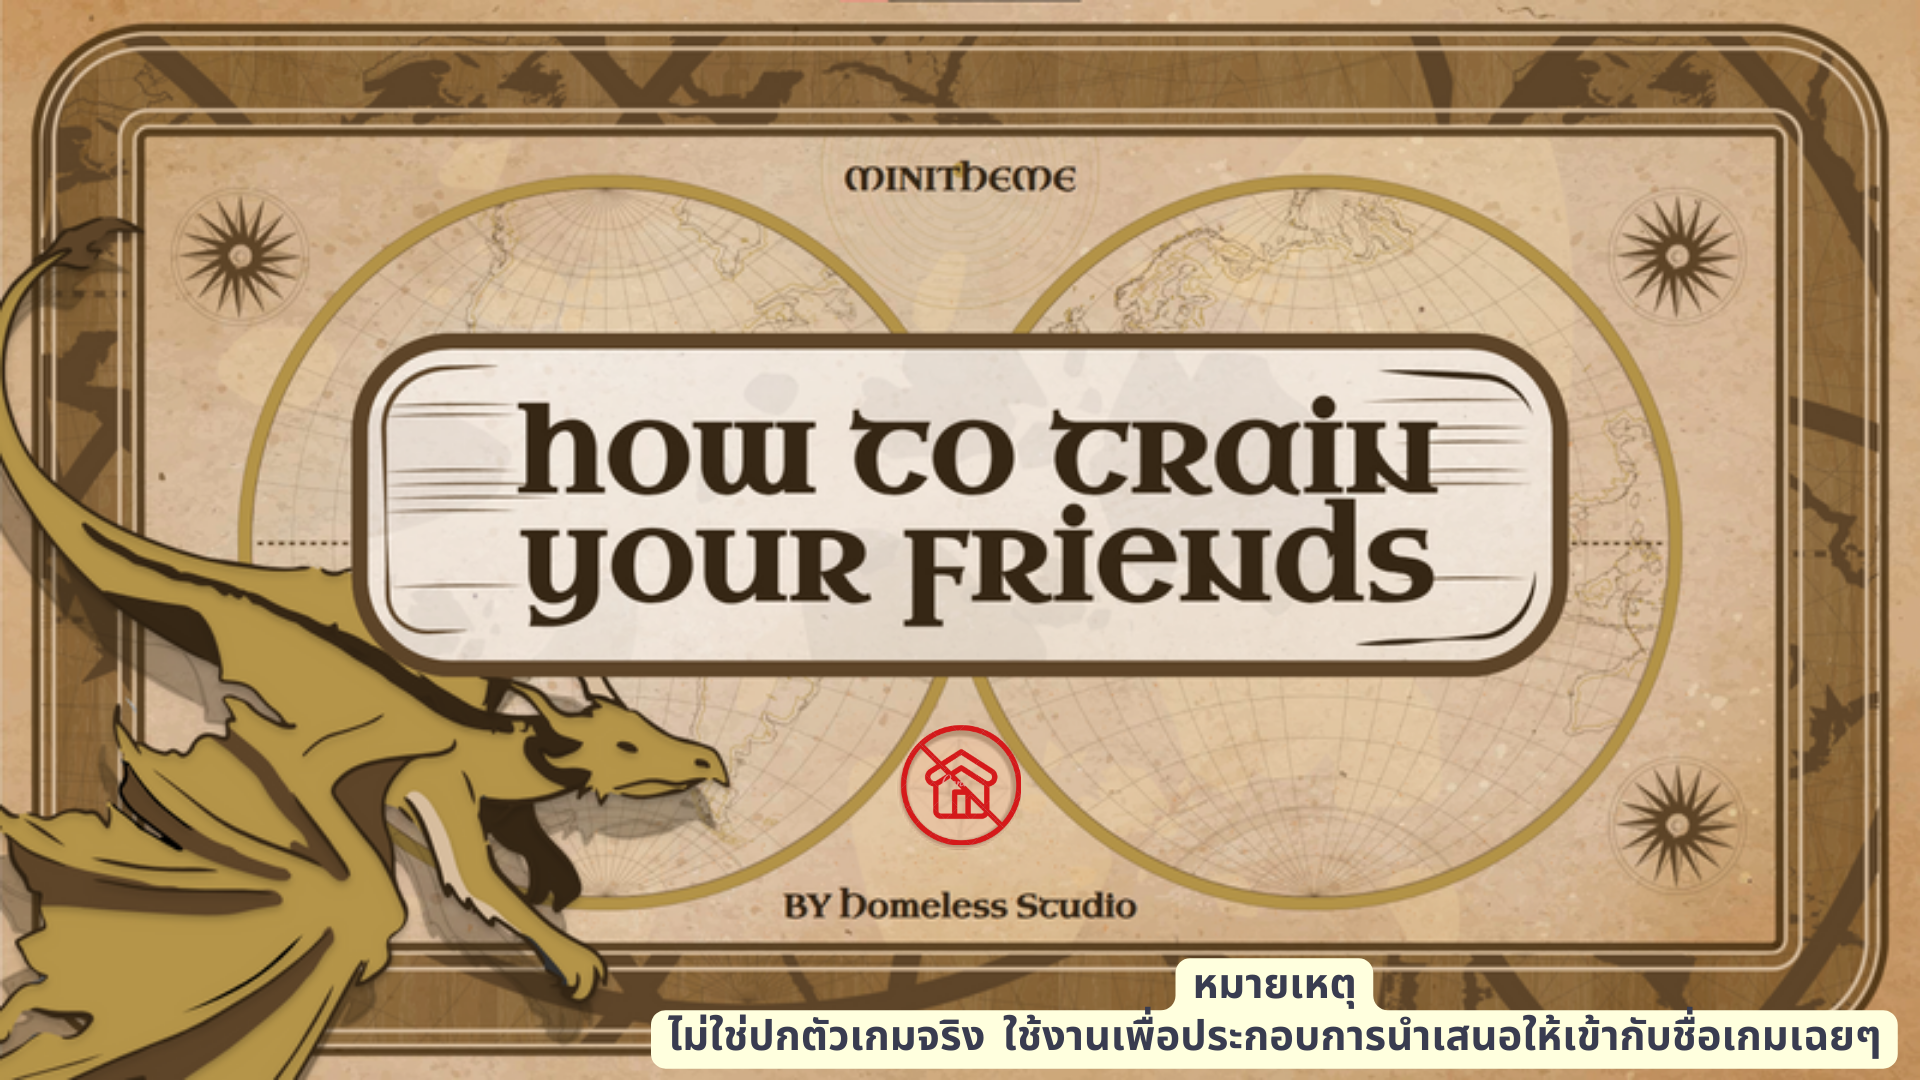 MINITHEME
HOW TO TRAIN
YOUR FRIENDS
BY Homeless Studio
หมายเหตุ
ไม่ใช่ปกตัวเกมจริง ใช้งานเพื่อประกอบการนำเสนอให้เข้ากับชื่อเกมเฉยๆ